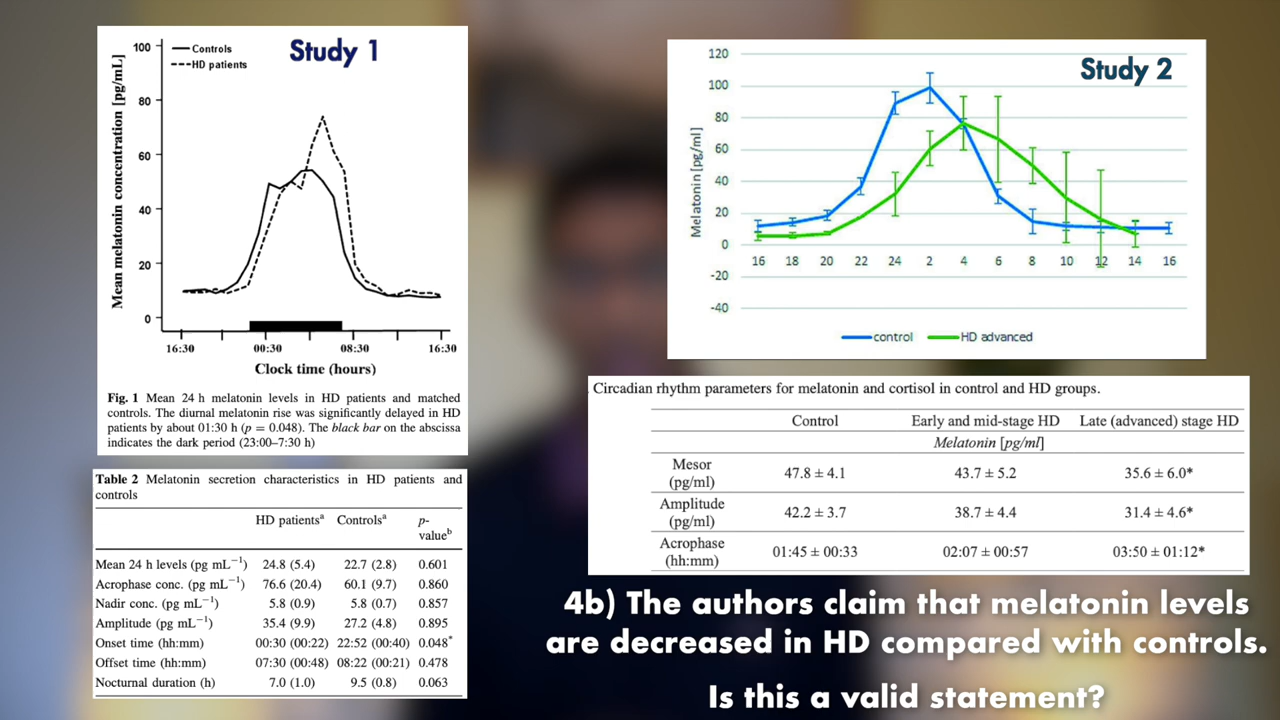 Study 1
Controls
HD patients
Mean melatonin concentration [pg/mL]
100
80
60
40
20
0
16:30 00:30 08:30 16:30
Clock time (hours)
Fig. 1 Mean 24 h melatonin levels in HD patients and matched
controls. The diurnal melatonin rise was significantly delayed in HD
patients by about 01:30 h (p = 0.048). The black bar on the abscissa
indicates the dark period (23:00–7:30 h)
Table 2 Melatonin secretion characteristics in HD patients and
controls
HD patientsᵃ Controlsᵃ p-
valueᵇ
Mean 24 h levels (pg mL⁻¹) 24.8 (5.4) 22.7 (2.8) 0.601
Acrophase conc. (pg mL⁻¹) 76.6 (20.4) 60.1 (9.7) 0.860
Nadir conc. (pg mL⁻¹) 5.8 (0.9) 5.8 (0.7) 0.857
Amplitude (pg mL⁻¹) 35.4 (9.9) 27.2 (4.8) 0.895
Onset time (hh:mm) 00:30 (00:22) 22:52 (00:40) 0.048*
Offset time (hh:mm) 07:30 (00:48) 08:22 (00:21) 0.478
Nocturnal duration (h) 7.0 (1.0) 9.5 (0.8) 0.063
Study 2
Melatonin [pg/ml]
120
100
80
60
40
20
0
-20
-40
16 18 20 22 24 2 4 6 8 10 12 14 16
control HD advanced
Circadian rhythm parameters for melatonin and cortisol in control and HD groups.
Control Early and mid-stage HD Late (advanced) stage HD
Melatonin [pg/ml]
Mesor
(pg/ml) 47.8 ± 4.1 43.7 ± 5.2 35.6 ± 6.0*
Amplitude
(pg/ml) 42.2 ± 3.7 38.7 ± 4.4 31.4 ± 4.6*
Acrophase
(hh:mm) 01:45 ± 00:33 02:07 ± 00:57 03:50 ± 01:12*
4b) The authors claim that melatonin levels
are decreased in HD compared with controls.
Is this a valid statement?